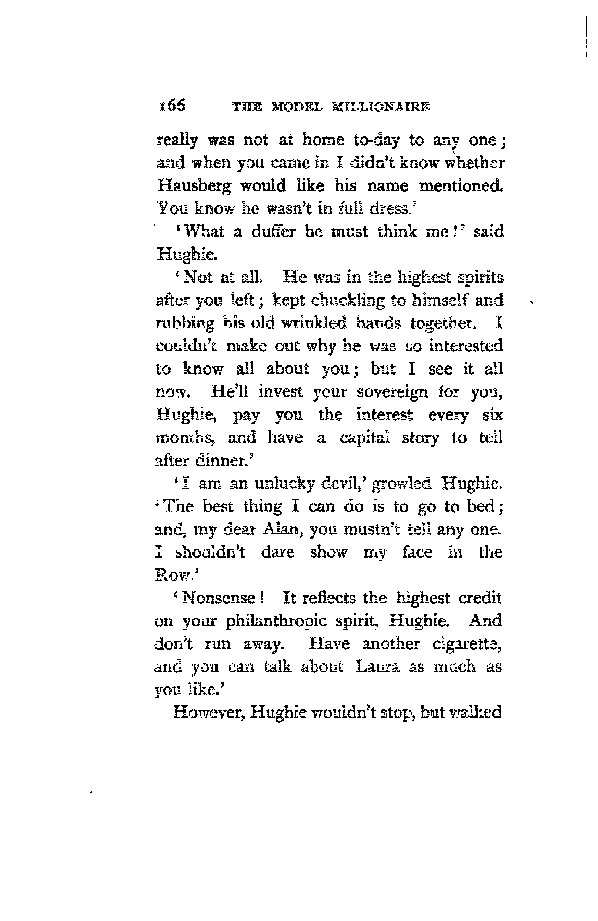 166 THE MODEL MILLIONAIRE
really was not at home to-day to any one;
and when you came in I didn't know whether
Hausberg would like his name mentioned.
You know he wasn't in full dress.'
'What a duffer he must think me!' said
Hughie.
'Not at all. He was in the highest spirits
after you left; kept chuckling to himself and
rubbing his old wrinkled hands together. I
couldn't make out why he was so interested
to know all about you; but I see it all
now. He'll invest your sovereign for you,
Hughie, pay you the interest every six
months, and have a capital story to tell
after dinner.'
'I am an unlucky devil,' growled Hughie.
'The best thing I can do is to go to bed;
and, my dear Alan, you mustn't tell any one.
I shouldn't dare show my face in the
Row.'
'Nonsense! It reflects the highest credit
on your philanthropic spirit, Hughie. And
don't run away. Have another cigarette,
and you can talk about Laura as much as
you like.'
However, Hughie wouldn't stop, but walked